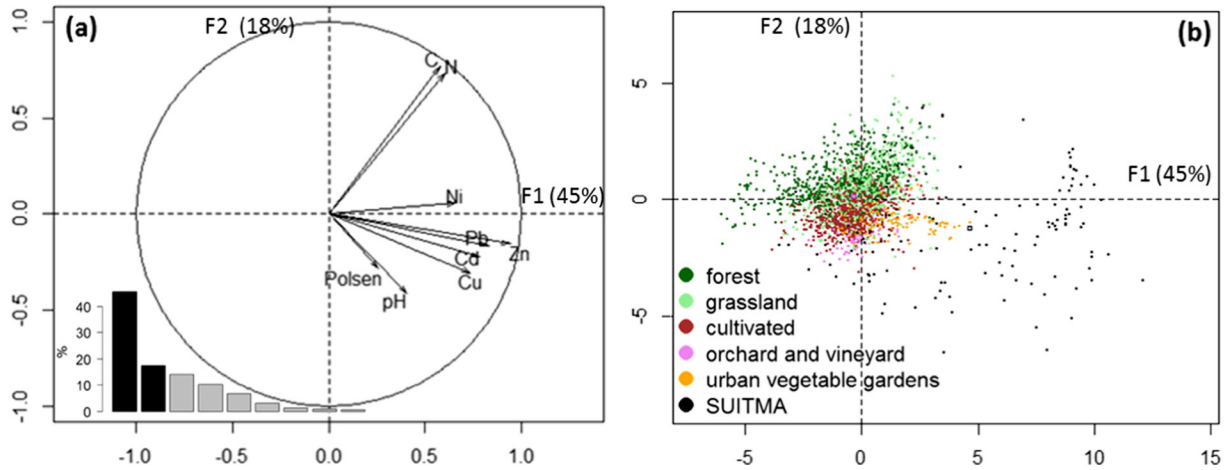 (a)
F2 (18%)
1.0
0.5
0.0
-0.5
-1.0
C N
Ni
F1 (45%)
Pb
Zn
Cd
Cu
Polsen
pH
%
40
30
20
10
0
-1.0 -0.5 0.0 0.5 1.0
(b)
F2 (18%)
5
0
-5
F1 (45%)
forest
grassland
cultivated
orchard and vineyard
urban vegetable gardens
SUITMA
-5 0 5 10 15